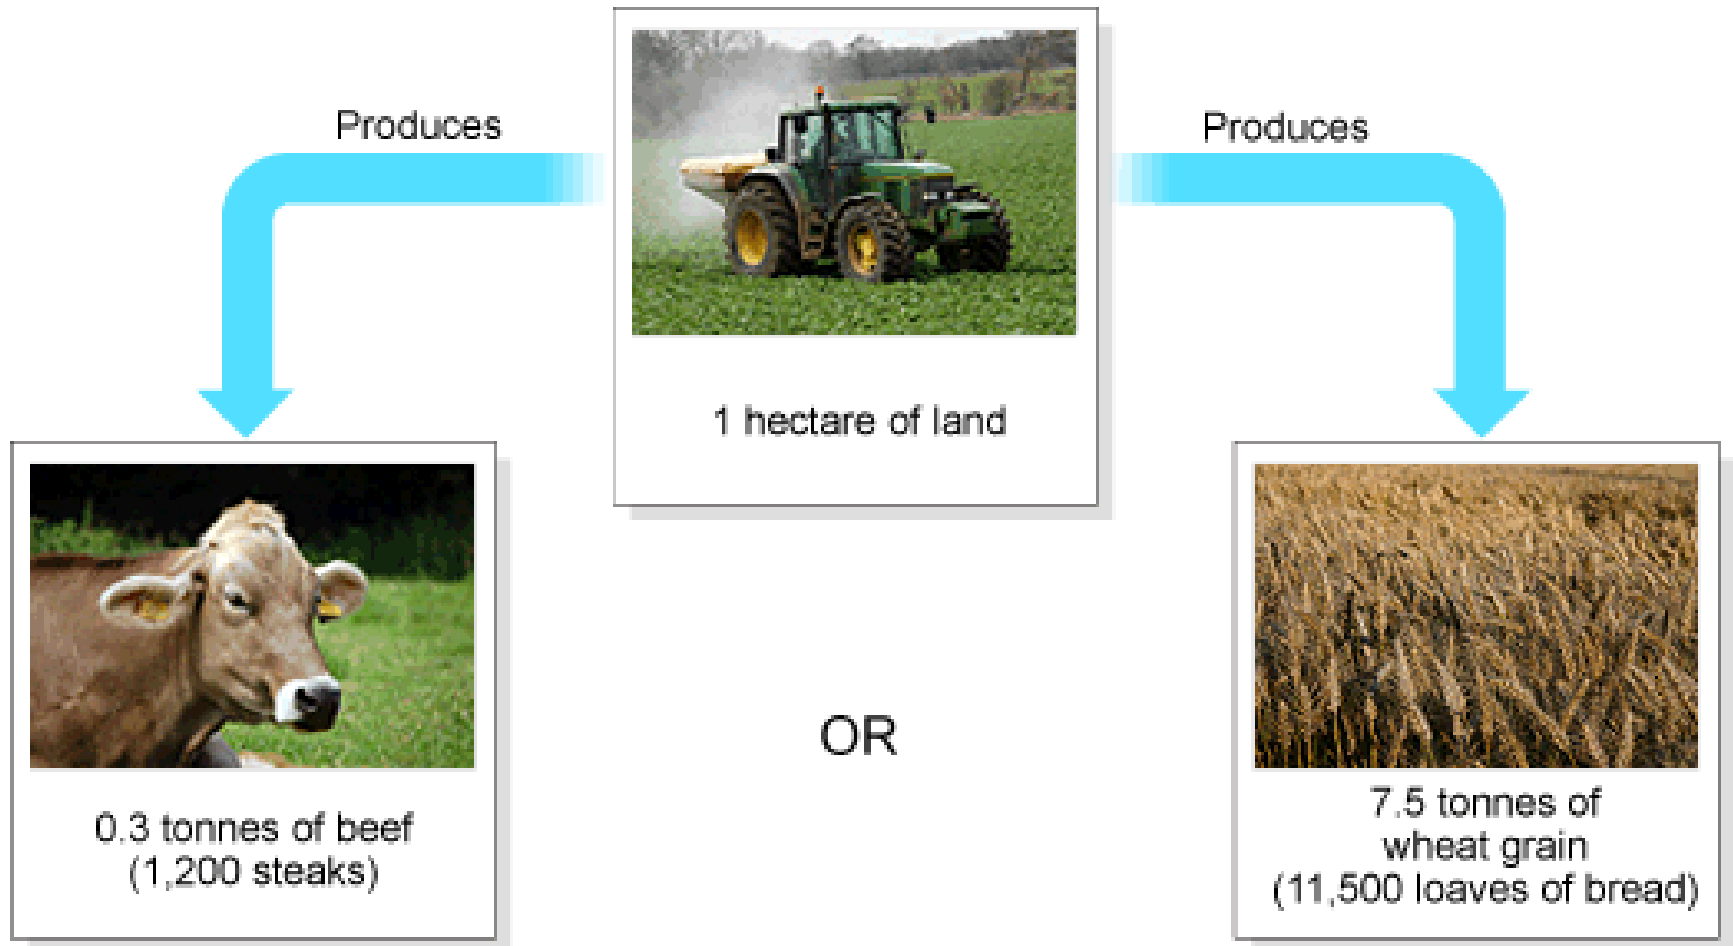 Produces
Produces
1 hectare of land
0.3 tonnes of beef
(1,200 steaks)
OR
7.5 tonnes of
wheat grain
(11,500 loaves of bread)